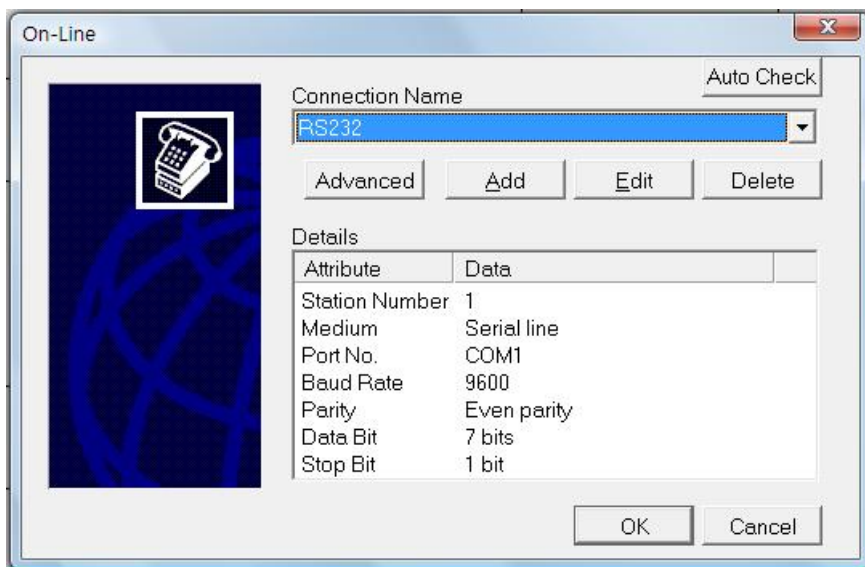 On-Line
Auto Check
Connection Name
RS232
Advanced Add Edit Delete
Details
Attribute Data
Station Number 1
Medium Serial line
Port No. COM1
Baud Rate 9600
Parity Even parity
Data Bit 7 bits
Stop Bit 1 bit
OK Cancel